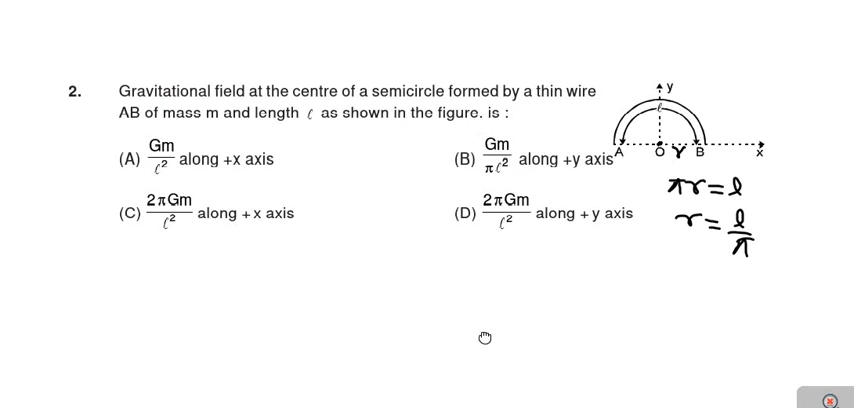 2. Gravitational field at the centre of a semicircle formed by a thin wire
AB of mass m and length ℓ as shown in the figure. is :
(A) Gm/ℓ² along +x axis
(B) Gm/πℓ² along +y axis
(C) 2πGm/ℓ² along +x axis
(D) 2πGm/ℓ² along +y axis
y
ℓ
A O r B x
πr = l
r = l/π